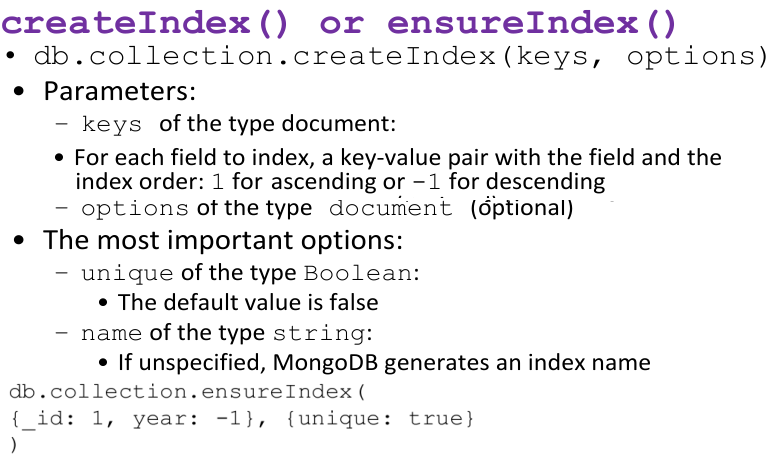 createIndex() or ensureIndex()
• db.collection.createIndex(keys, options)
• Parameters:
– keys of the type document:
• For each field to index, a key-value pair with the field and the
index order: 1 for ascending or -1 for descending
– options of the type document (optional)
• The most important options:
– unique of the type Boolean:
• The default value is false
– name of the type string:
• If unspecified, MongoDB generates an index name
db.collection.ensureIndex(
{_id: 1, year: -1}, {unique: true}
)